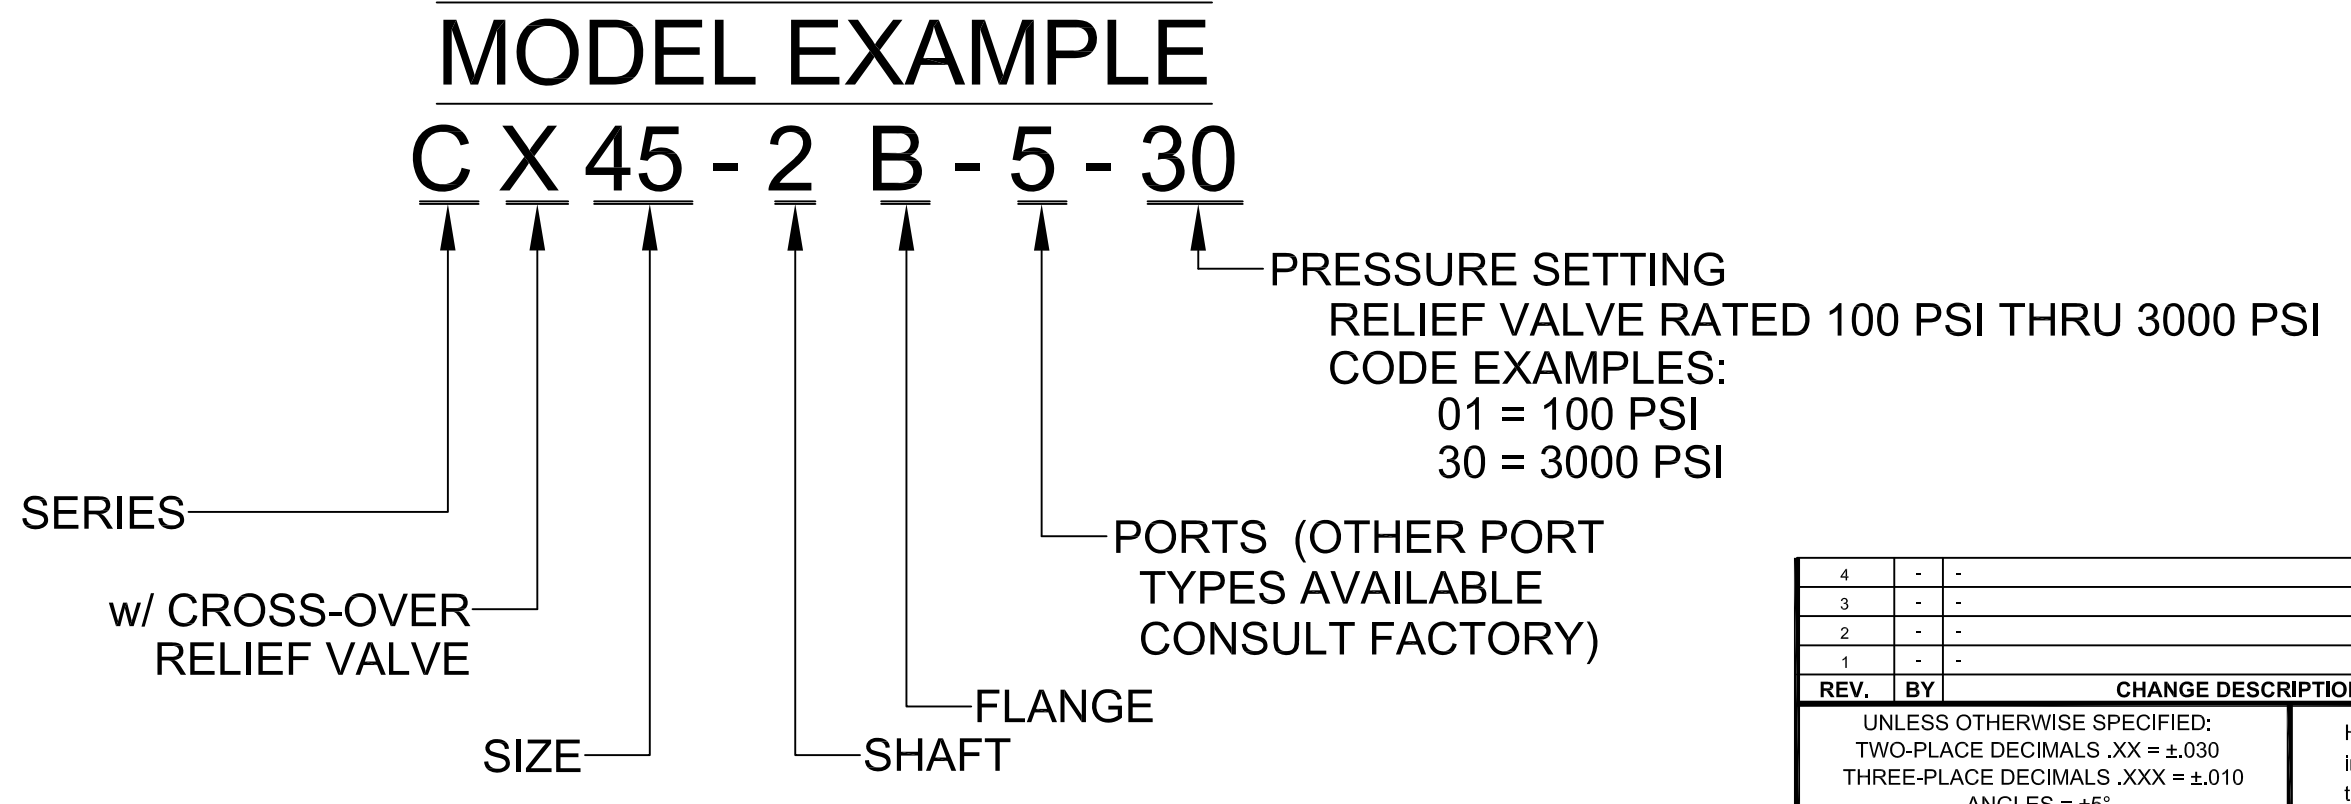 MODEL EXAMPLE
C X 45 - 2 B - 5 - 30
PRESSURE SETTING
RELIEF VALVE RATED 100 PSI THRU 3000 PSI
CODE EXAMPLES:
01 = 100 PSI
30 = 3000 PSI
SERIES
PORTS (OTHER PORT
TYPES AVAILABLE
CONSULT FACTORY)
w/ CROSS-OVER
RELIEF VALVE
FLANGE
SIZE
SHAFT
4 - -
3 - -
2 - -
1 - -
REV. BY CHANGE
UNLESS OTHERWISE SPECIFIED:
TWO-PLACE DECIMALS .XX = ±.030
THREE-PLACE DECIMALS .XXX = ±.010
ANGLES = ±5°